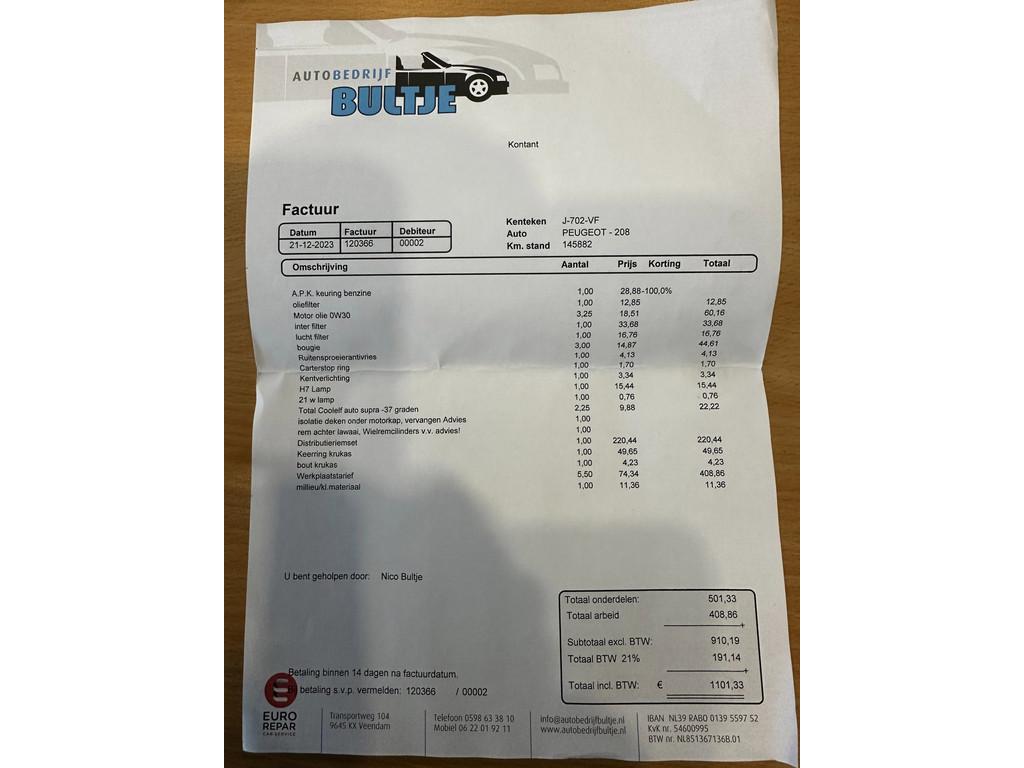 AUTOBEDRIJF
BULTJE
Kontant
Factuur
Kenteken J-702-VF
Datum Factuur Debiteur Auto PEUGEOT - 208
21-12-2023 120366 00002 Km. stand 145882
Omschrijving Aantal Prijs Korting Totaal
A.P.K. keuring benzine 1,00 28,88-100,0%
oliefilter 1,00 12,85 12,85
Motor olie 0W30 3,25 18,51 60,16
inter filter 1,00 33,68 33,68
lucht filter 1,00 16,76 16,76
bougie 3,00 14,87 44,61
Ruitensproeierantivries 1,00 4,13 4,13
Carterstop ring 1,00 1,70 1,70
Kentverlichting 1,00 3,34 3,34
H7 Lamp 1,00 15,44 15,44
21 w lamp 1,00 0,76 0,76
Total Coolelf auto supra -37 graden 2,25 9,88 22,22
isolatie deken onder motorkap, vervangen Advies 1,00
rem achter lawaai, Wielremcilinders v.v. advies! 1,00
Distributieriemset 1,00 220,44 220,44
Keerring krukas 1,00 49,65 49,65
bout krukas 1,00 4,23 4,23
Werkplaatstarief 5,50 74,34 408,86
millieu/kl.materiaal 1,00 11,36 11,36
U bent geholpen door: Nico Bultje
Totaal onderdelen: 501,33
Totaal arbeid 408,86
+
Subtotaal excl. BTW: 910,19
Totaal BTW 21% 191,14
+
Totaal incl. BTW: € 1101,33
Betaling binnen 14 dagen na factuurdatum.
betaling s.v.p. vermelden: 120366 / 00002
EURO
REPAR
CAR SERVICE
Transportweg 104
9645 KX Veendam
Telefoon 0598 63 38 10
Mobiel 06 22 01 92 11
info@autobedrijfbultje.nl
www.autobedrijfbultje.nl
IBAN NL39 RABO 0139 5597 52
KvK nr. 54600995
BTW nr. NL851367136B.01